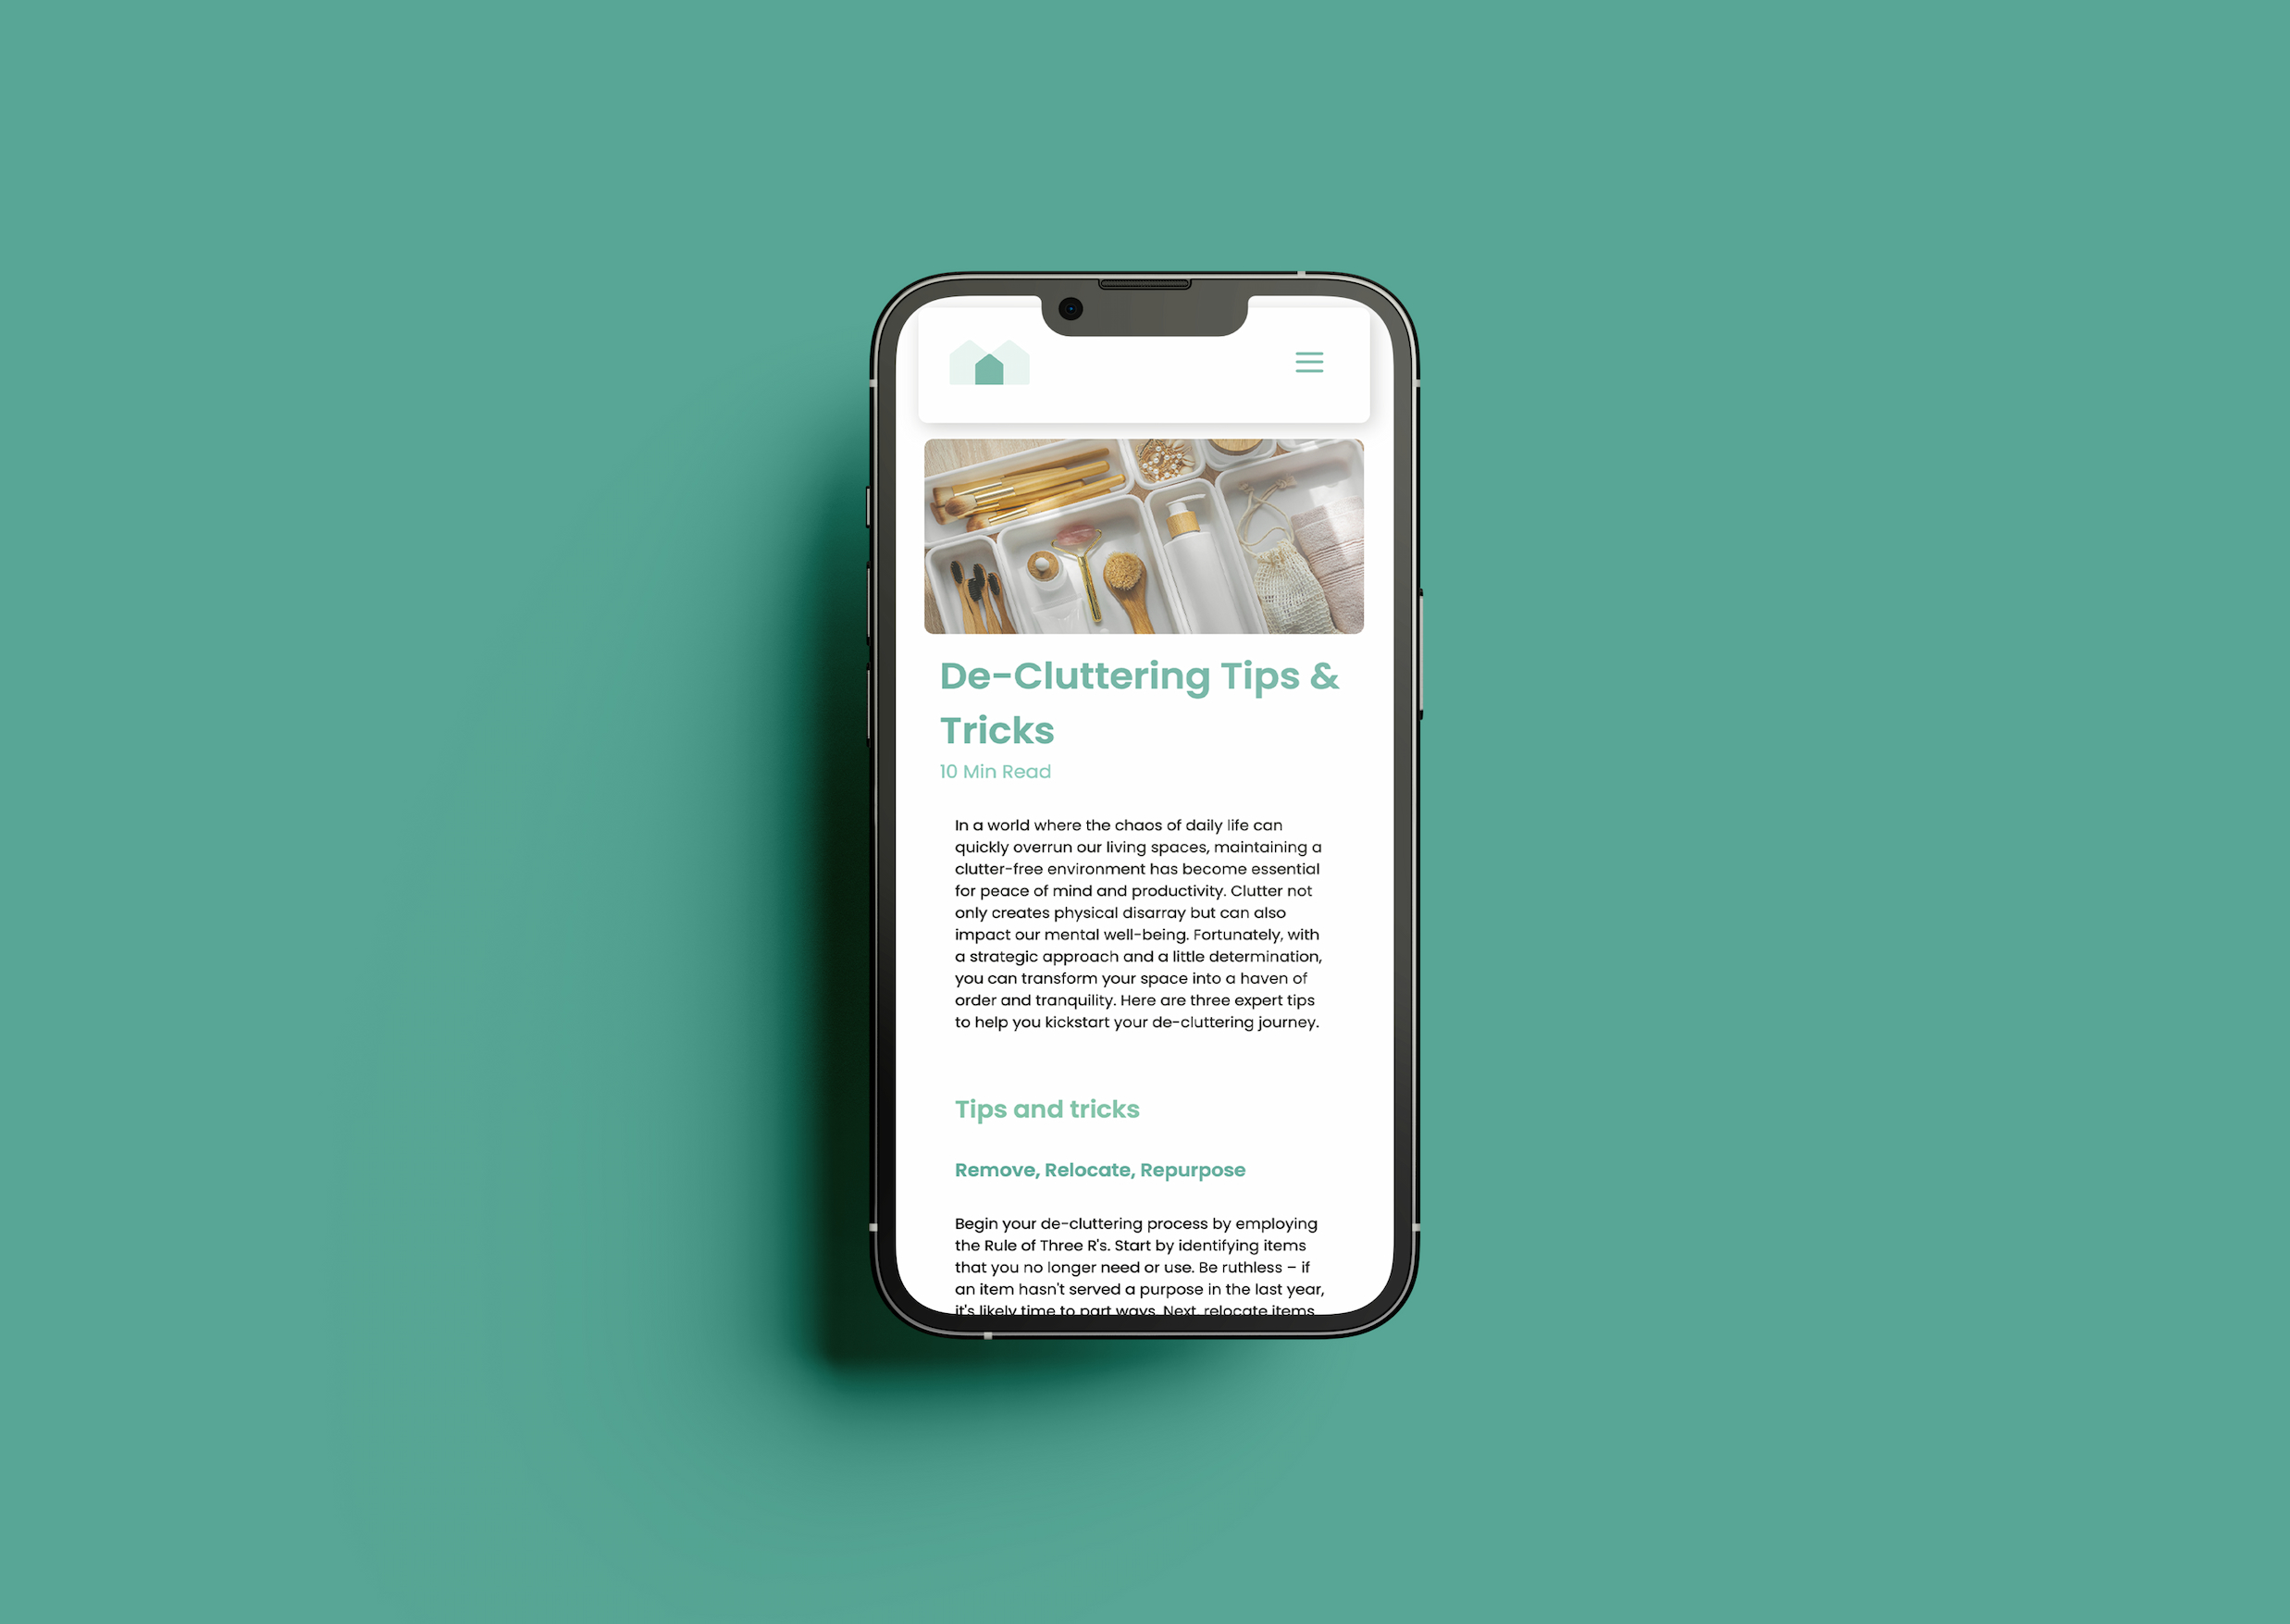 De-Cluttering Tips &
Tricks
10 Min Read
In a world where the chaos of daily life can
quickly overrun our living spaces, maintaining a
clutter-free environment has become essential
for peace of mind and productivity. Clutter not
only creates physical disarray but can also
impact our mental well-being. Fortunately, with
a strategic approach and a little determination,
you can transform your space into a haven of
order and tranquility. Here are three expert tips
to help you kickstart your de-cluttering journey.
Tips and tricks
Remove, Relocate, Repurpose
Begin your de-cluttering process by employing
the Rule of Three R's. Start by identifying items
that you no longer need or use. Be ruthless – if
an item hasn't served a purpose in the last year,
it's likely time to part ways. Next, relocate items